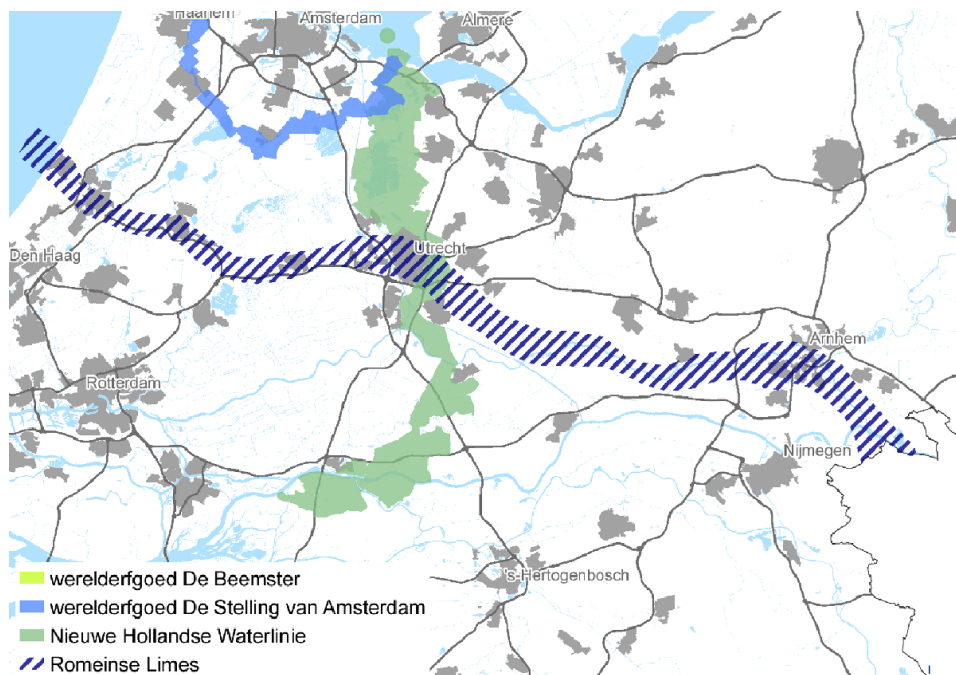 Haarlem
Amsterdam
Almere
Den Haag
Utrecht
Arnhem
Rotterdam
Nijmegen
's-Hertogenbosch
werelderfgoed De Beemster
werelderfgoed De Stelling van Amsterdam
Nieuwe Hollandse Waterlinie
Romeinse Limes